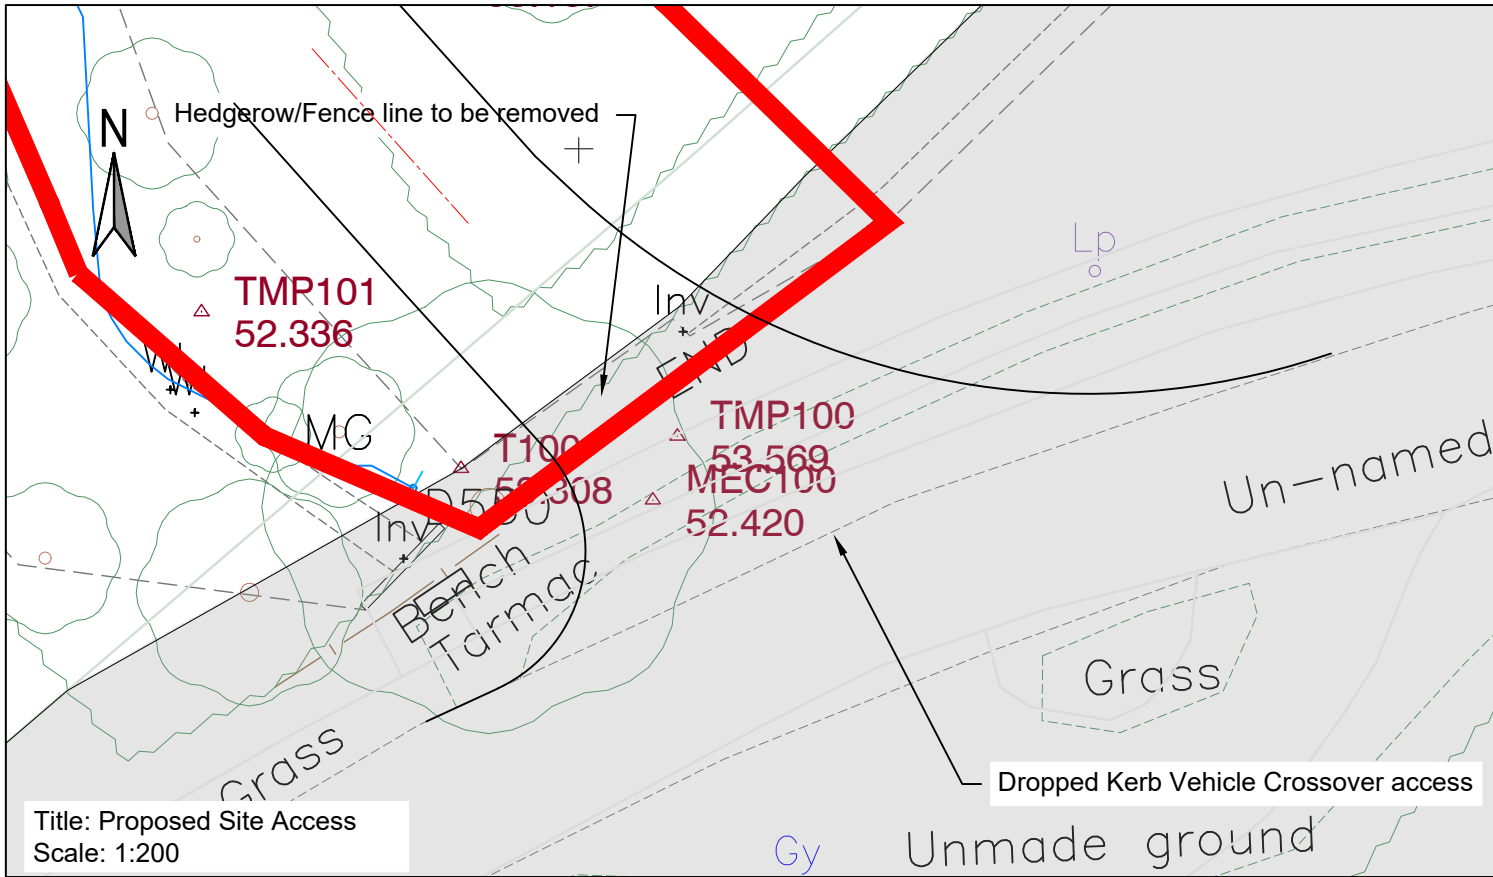 Hedgerow/Fence line to be removed
N
Lp
TMP101
52.336
Inv
END
MG
TMP100
53.569
T100
MEC100
52.420
Un-named
Inv
Bench
Tarmac
Grass
Grass
Dropped Kerb Vehicle Crossover access
Title: Proposed Site Access
Scale: 1:200
Gy
Unmade ground